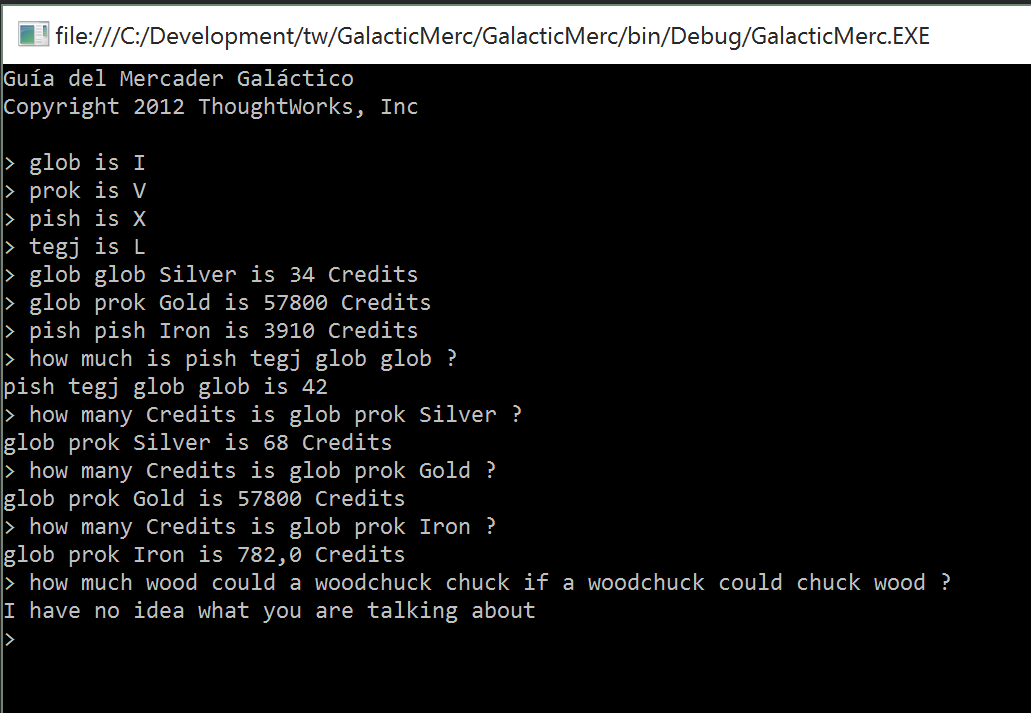 file:///C:/Development/tw/GalacticMerc/GalacticMerc/bin/Debug/GalacticMerc.EXE
Guía del Mercader Galáctico
Copyright 2012 ThoughtWorks, Inc
> glob is I
> prok is V
> pish is X
> tegj is L
> glob glob Silver is 34 Credits
> glob prok Gold is 57800 Credits
> pish pish Iron is 3910 Credits
> how much is pish tegj glob glob ?
pish tegj glob glob is 42
> how many Credits is glob prok Silver ?
glob prok Silver is 68 Credits
> how many Credits is glob prok Gold ?
glob prok Gold is 57800 Credits
> how many Credits is glob prok Iron ?
glob prok Iron is 782,0 Credits
> how much wood could a woodchuck chuck if a woodchuck could chuck wood ?
I have no idea what you are talking about
>